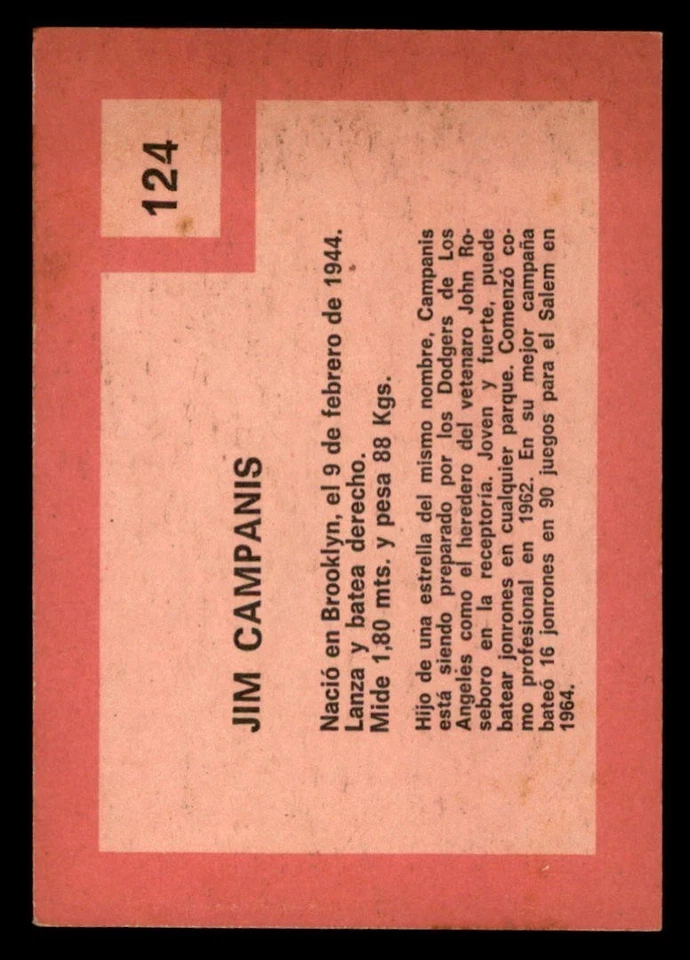 124
JIM CAMPANIS
Nació en Brooklyn, el 9 de febrero de 1944.
Lanza y batea derecho.
Mide 1,80 mts. y pesa 88 Kgs.
Hijo de una estrella del mismo nombre, Campanis
está siendo preparado por los Dodgers de Los
Angeles como el heredero del vetenaro John Ro-
seboro en la receptoría. Joven y fuerte, puede
batear jonrones en cualquier parque. Comenzó co-
mo profesional en 1962. En su mejor campaña
bateó 16 jonrones en 90 juegos para el Salem en
1964.